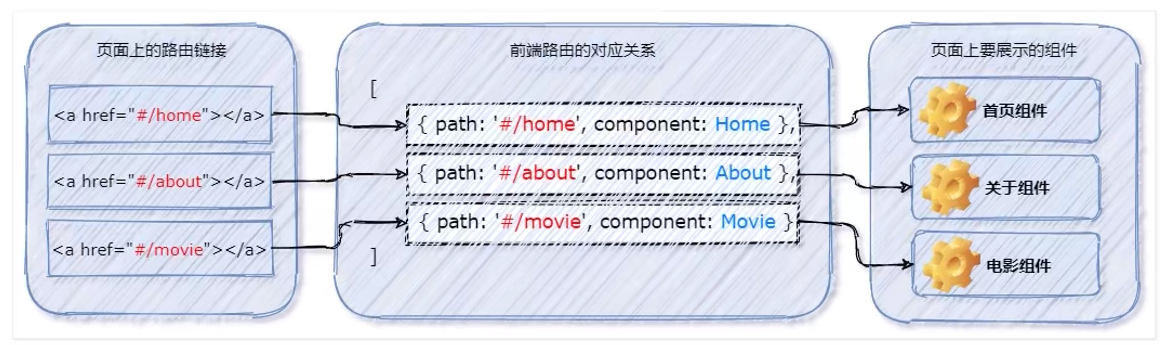 页面上的路由链接
<a href="#/home"></a>
<a href="#/about"></a>
<a href="#/movie"></a>
前端路由的对应关系
[
{ path: '#/home', component: Home },
{ path: '#/about', component: About },
{ path: '#/movie', component: Movie }
]
页面上要展示的组件
首页组件
关于组件
电影组件